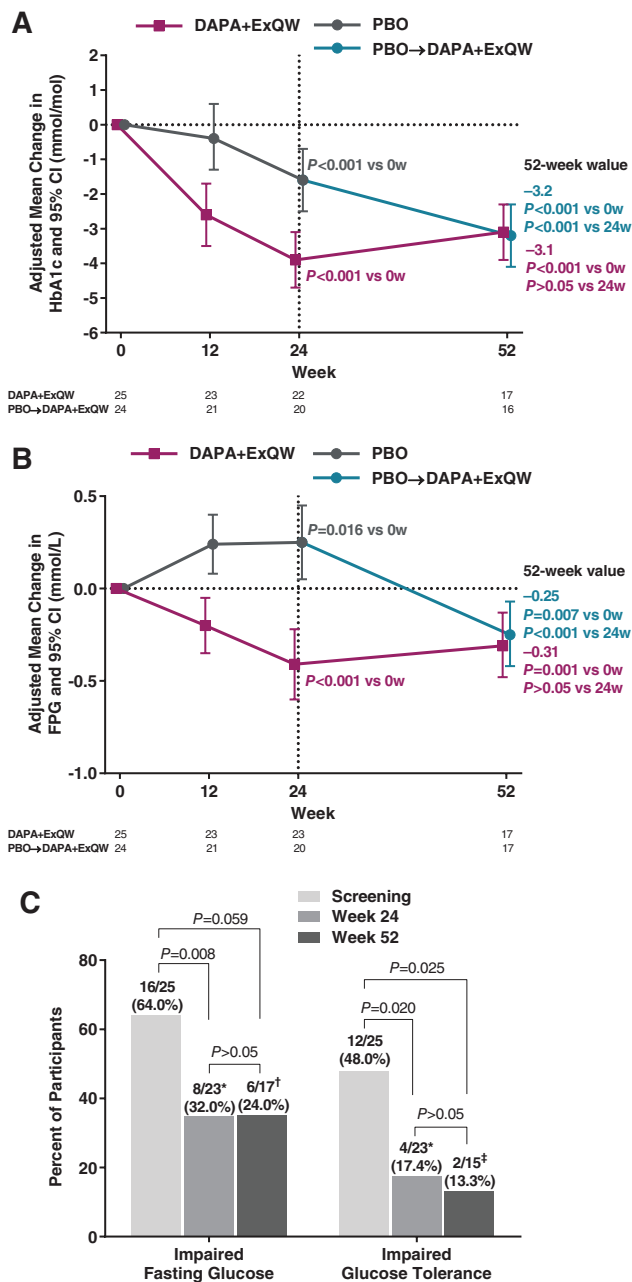 A
DAPA+ExQW
PBO
PBO→DAPA+ExQW
Adjusted Mean Change in
HbA1c and 95% CI (mmol/mol)
2
1
0
-1
-2
-3
-4
-5
-6
P<0.001 vs 0w
P<0.001 vs 0w
52-week walue
–3.2
P<0.001 vs 0w
P<0.001 vs 24w
–3.1
P<0.001 vs 0w
P>0.05 vs 24w
0 12 24 52
Week
DAPA+ExQW 25 23 22 17
PBO→DAPA+ExQW 24 21 20 16
B
DAPA+ExQW
PBO
PBO→DAPA+ExQW
Adjusted Mean Change in
FPG and 95% CI (mmol/L)
0.5
0.0
-0.5
-1.0
P=0.016 vs 0w
P<0.001 vs 0w
52-week value
–0.25
P=0.007 vs 0w
P<0.001 vs 24w
–0.31
P=0.001 vs 0w
P>0.05 vs 24w
0 12 24 52
Week
DAPA+ExQW 25 23 23 17
PBO→DAPA+ExQW 24 21 20 17
C
Screening
Week 24
Week 52
Percent of Participants
80
60
40
20
0
P=0.059
P=0.008
16/25
(64.0%)
P>0.05
8/23*
(32.0%)
6/17†
(24.0%)
P=0.025
P=0.020
12/25
(48.0%)
P>0.05
4/23*
(17.4%)
2/15‡
(13.3%)
Impaired
Fasting Glucose
Impaired
Glucose Tolerance